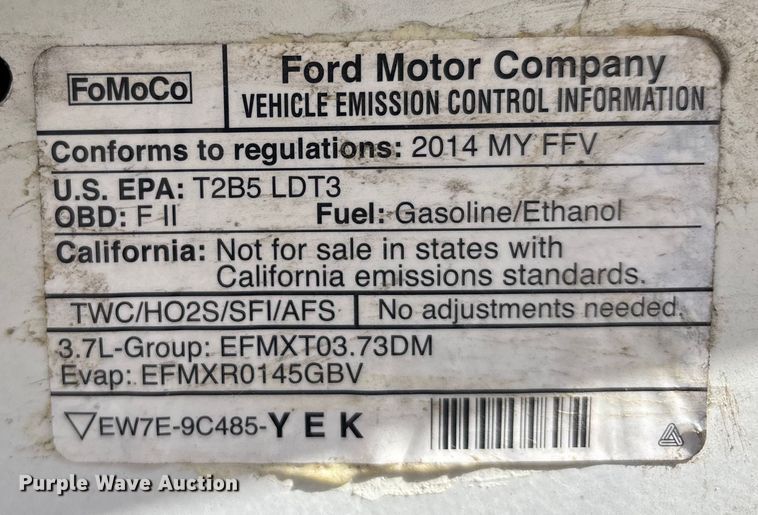 FoMoCo
Ford Motor Company
VEHICLE EMISSION CONTROL INFORMATION
Conforms to regulations: 2014 MY FFV
U.S. EPA: T2B5 LDT3
OBD: F II Fuel: Gasoline/Ethanol
California: Not for sale in states with
California emissions standards.
TWC/HO2S/SFI/AFS No adjustments needed.
3.7L-Group: EFMXT03.73DM
Evap: EFMXR0145GBV
EW7E-9C485-Y E K
Purple Wave Auction